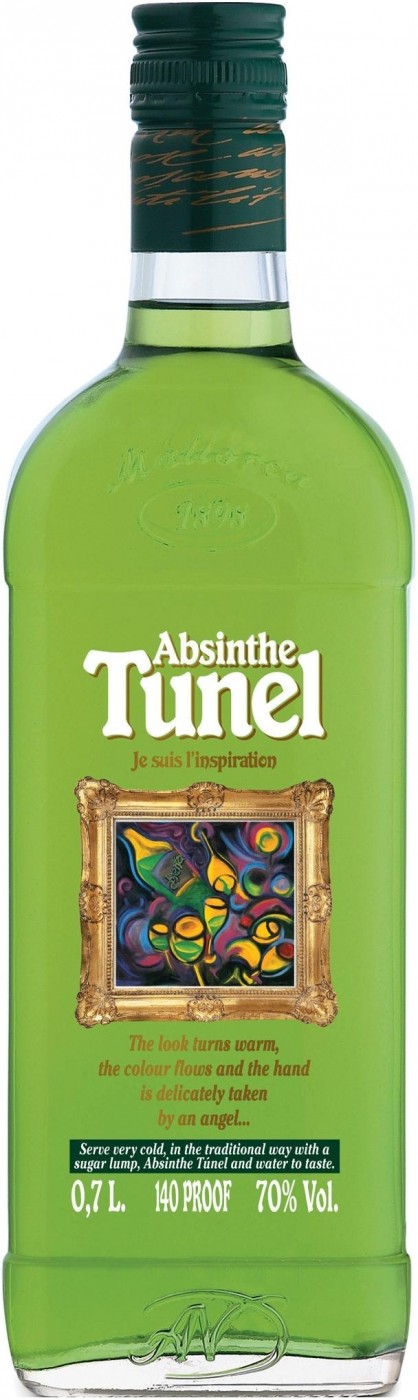 Mallorca
1898
Absinthe
Tunel
Je suis l'inspiration
The look turns warm,
the colour flows and the hand
is delicately taken
by an angel...
Serve very cold, in the traditional way with a
sugar lump, Absinthe Túnel and water to taste.
0,7 L. 140 PROOF 70% Vol.